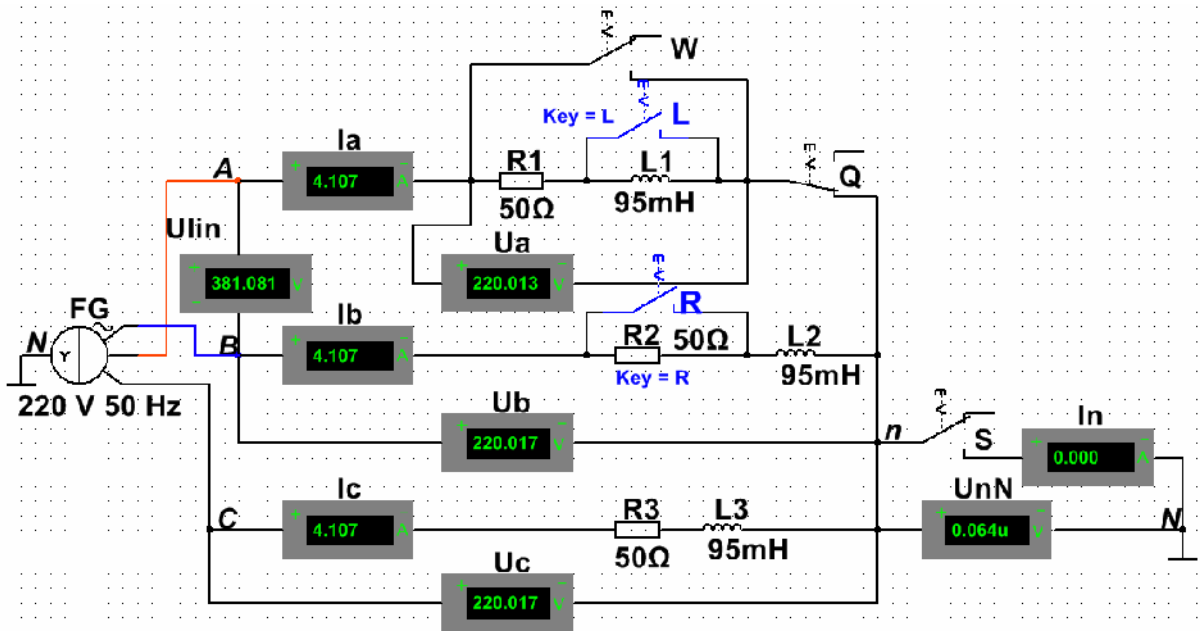 W
E-V
E-V
Key = L
L
Ia
+ 4.107 - A
A
R1
50Ω
L1
95mH
E-V
Q
Ulin
+ 381.081 V -
Ua
+ 220.013 - V
E-V
R
FG
N
Y
220 V 50 Hz
B
Ib
+ 4.107 - A
R2
50Ω
Key = R
L2
95mH
Ub
+ 220.017 - V
E-V
n
S
In
+ 0.000 - A
C
Ic
+ 4.107 - A
R3
50Ω
L3
95mH
UnN
+ 0.064u - V
N
Uc
+ 220.017 - V